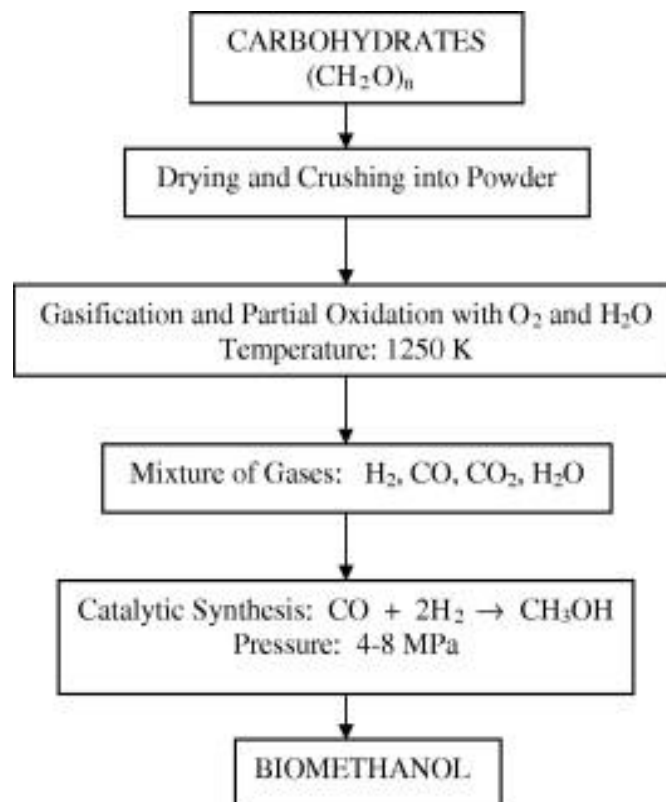 CARBOHYDRATES
(CH₂O)ₙ
Drying and Crushing into Powder
Gasification and Partial Oxidation with O₂ and H₂O
Temperature: 1250 K
Mixture of Gases: H₂, CO, CO₂, H₂O
Catalytic Synthesis: CO + 2H₂ → CH₃OH
Pressure: 4-8 MPa
BIOMETHANOL